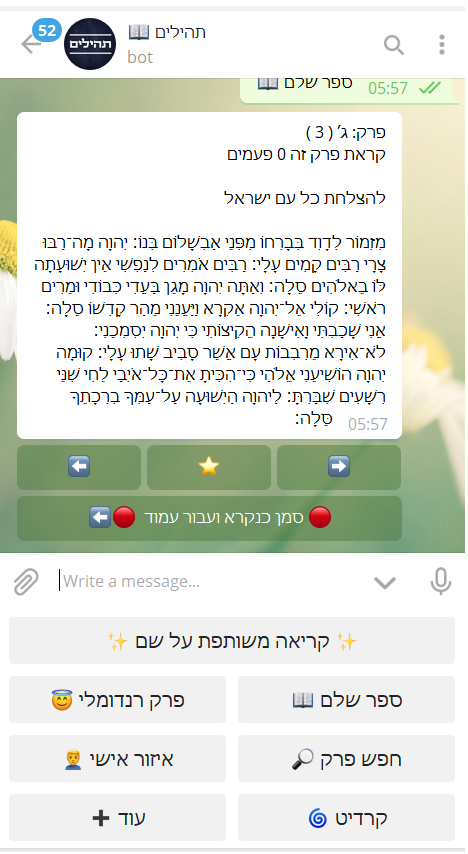 52
תהילים
תהילים 📖
bot
ספר שלם 📖
05:57
פרק: ג׳ ( 3 )
קראת פרק זה 0 פעמים
להצלחת כל עם ישראל
מִזְמוֹר לְדָוִד בְּבָרְחוֹ מִפְּנֵי אַבְשָׁלוֹם בְּנוֹ: יְהוָה מָה־רַבּוּ
צָרָי רַבִּים קָמִים עָלָי: רַבִּים אֹמְרִים לְנַפְשִׁי אֵין יְשׁוּעָתָה
לּוֹ בֵאלֹהִים סֶלָה: וְאַתָּה יְהוָה מָגֵן בַּעֲדִי כְּבוֹדִי וּמֵרִים
רֹאשִׁי: קוֹלִי אֶל־יְהוָה אֶקְרָא וַיַּעֲנֵנִי מֵהַר קָדְשׁוֹ סֶלָה:
אֲנִי שָׁכַבְתִּי וָאִישָׁנָה הֱקִיצוֹתִי כִּי יְהוָה יִסְמְכֵנִי:
לֹא־אִירָא מֵרִבְבוֹת עָם אֲשֶׁר סָבִיב שָׁתוּ עָלָי: קוּמָה
יְהוָה הוֹשִׁיעֵנִי אֱלֹהַי כִּי־הִכִּיתָ אֶת־כָּל־אֹיְבַי לֶחִי שִׁנֵּי
רְשָׁעִים שִׁבַּרְתָּ: לַיהוָה הַיְשׁוּעָה עַל־עַמְּךָ בִרְכָתֶךָ
סֶּלָה:
05:57
🔴 סמן כנקרא ועבור עמוד 🔴⬅️
Write a message...
✨ קריאה משותפת על שם ✨
ספר שלם 📖
פרק רנדומלי 😇
חפש פרק 🔎
איזור אישי 🤵‍♂️
קרדיט 🌀
עוד ➕